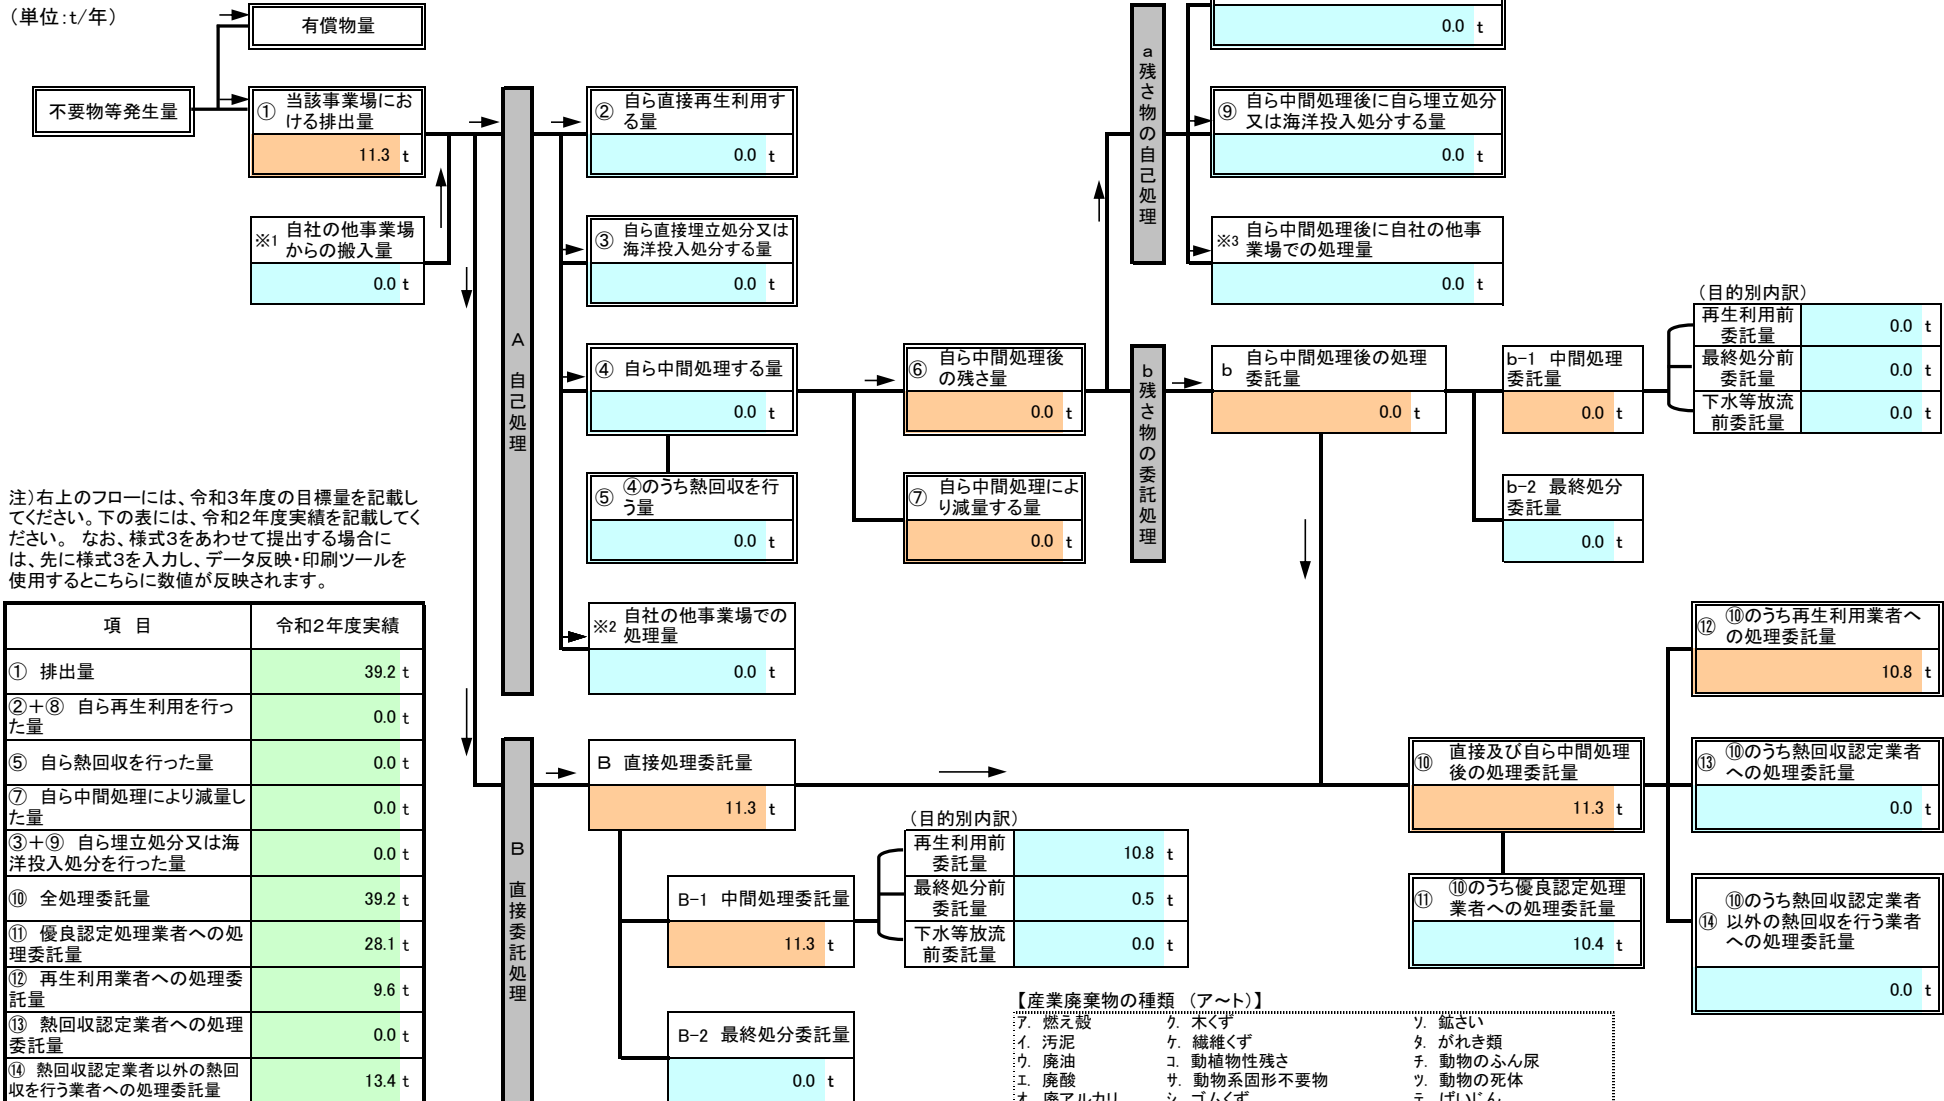 （単位：t/年）
有償物量
不要物等発生量
① 当該事業場にお
ける排出量
11.3 t
※1 自社の他事業場
からの搬入量
0.0 t
A 自己処理
② 自ら直接再生利用す
る量
0.0 t
③ 自ら直接埋立処分又は
海洋投入処分する量
0.0 t
④ 自ら中間処理する量
0.0 t
⑤ ④のうち熱回収を行
う量
0.0 t
※2 自社の他事業場での
処理量
0.0 t
⑥ 自ら中間処理後
の残さ量
0.0 t
⑦ 自ら中間処理によ
り減量する量
0.0 t
a 残さ物の自己処理
0.0 t
⑨ 自ら中間処理後に自ら埋立処分
又は海洋投入処分する量
0.0 t
※3 自ら中間処理後に自社の他事
業場での処理量
0.0 t
b 残さ物の委託処理
b 自ら中間処理後の処理
委託量
0.0 t
b-1 中間処理
委託量
0.0 t
（目的別内訳）
再生利用前
委託量
0.0 t
最終処分前
委託量
0.0 t
下水等放流
前委託量
0.0 t
b-2 最終処分
委託量
0.0 t
注）右上のフローには、令和３年度の目標量を記載し
てください。下の表には、令和２年度実績を記載してく
ださい。 なお、様式３をあわせて提出する場合に
は、先に様式３を入力し、データ反映・印刷ツールを
使用するとこちらに数値が反映されます。
項 目 令和２年度実績
① 排出量 39.2 t
②＋⑧ 自ら再生利用を行っ
た量 0.0 t
⑤ 自ら熱回収を行った量 0.0 t
⑦ 自ら中間処理により減量し
た量 0.0 t
③＋⑨ 自ら埋立処分又は海
洋投入処分を行った量 0.0 t
⑩ 全処理委託量 39.2 t
⑪ 優良認定処理業者への処
理委託量 28.1 t
⑫ 再生利用業者への処理委
託量 9.6 t
⑬ 熱回収認定業者への処理
委託量 0.0 t
⑭ 熱回収認定業者以外の熱回
収を行う業者への処理委託量 13.4 t
B 直接委託処理
B 直接処理委託量
11.3 t
B-1 中間処理委託量
11.3 t
（目的別内訳）
再生利用前
委託量
10.8 t
最終処分前
委託量
0.5 t
下水等放流
前委託量
0.0 t
B-2 最終処分委託量
0.0 t
⑩ 直接及び自ら中間処理
後の処理委託量
11.3 t
⑪ ⑩のうち優良認定処理
業者への処理委託量
10.4 t
⑫ ⑩のうち再生利用業者へ
の処理委託量
10.8 t
⑬ ⑩のうち熱回収認定業者
への処理委託量
0.0 t
⑭ ⑩のうち熱回収認定業者
以外の熱回収を行う業者
への処理委託量
0.0 t
【産業廃棄物の種類 （ア～ト）】
ア. 燃え殻 ク. 木くず ソ. 鉱さい
イ. 汚泥 ケ. 繊維くず タ. がれき類
ウ. 廃油 コ. 動植物性残さ チ. 動物のふん尿
エ. 廃酸 サ. 動物系固形不要物 ツ. 動物の死体
オ. 廃アルカリ シ. ゴムくず テ. ばいじん